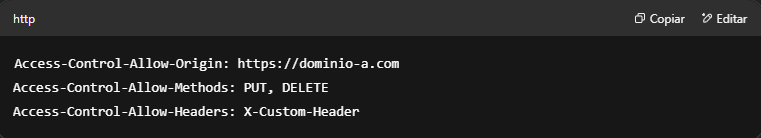 http
Copiar
Editar
Access-Control-Allow-Origin: https://dominio-a.com
Access-Control-Allow-Methods: PUT, DELETE
Access-Control-Allow-Headers: X-Custom-Header